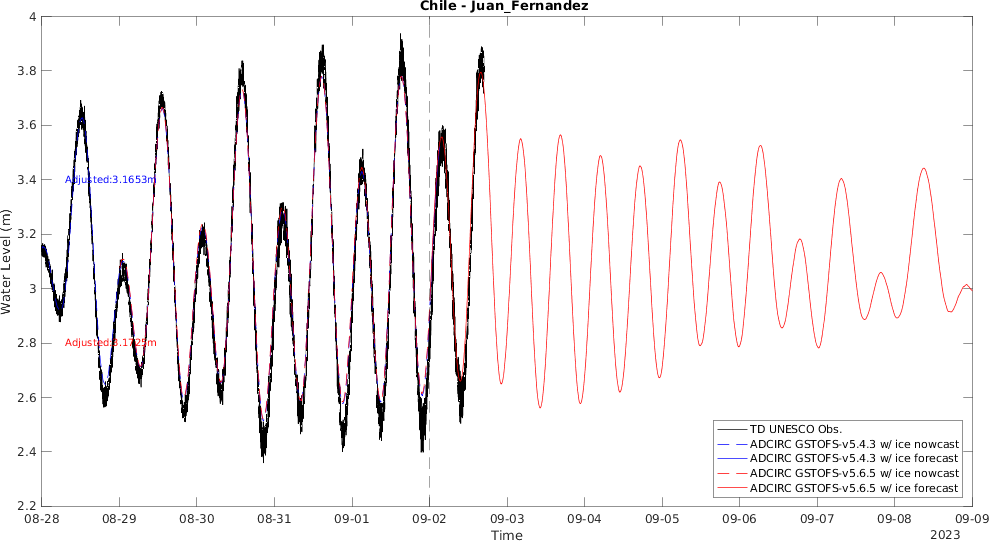 Chile - Juan_Fernandez
4
3.8
3.6
3.4
3.2
3
2.8
2.6
2.4
2.2
Water Level (m)
Adjusted:3.1653m
Adjusted:3.1725m
TD UNESCO Obs.
ADCIRC GSTOFS-v5.4.3 w/ ice nowcast
ADCIRC GSTOFS-v5.4.3 w/ ice forecast
ADCIRC GSTOFS-v5.6.5 w/ ice nowcast
ADCIRC GSTOFS-v5.6.5 w/ ice forecast
08-28 08-29 08-30 08-31 09-01 09-02 09-03 09-04 09-05 09-06 09-07 09-08 09-09
Time
2023